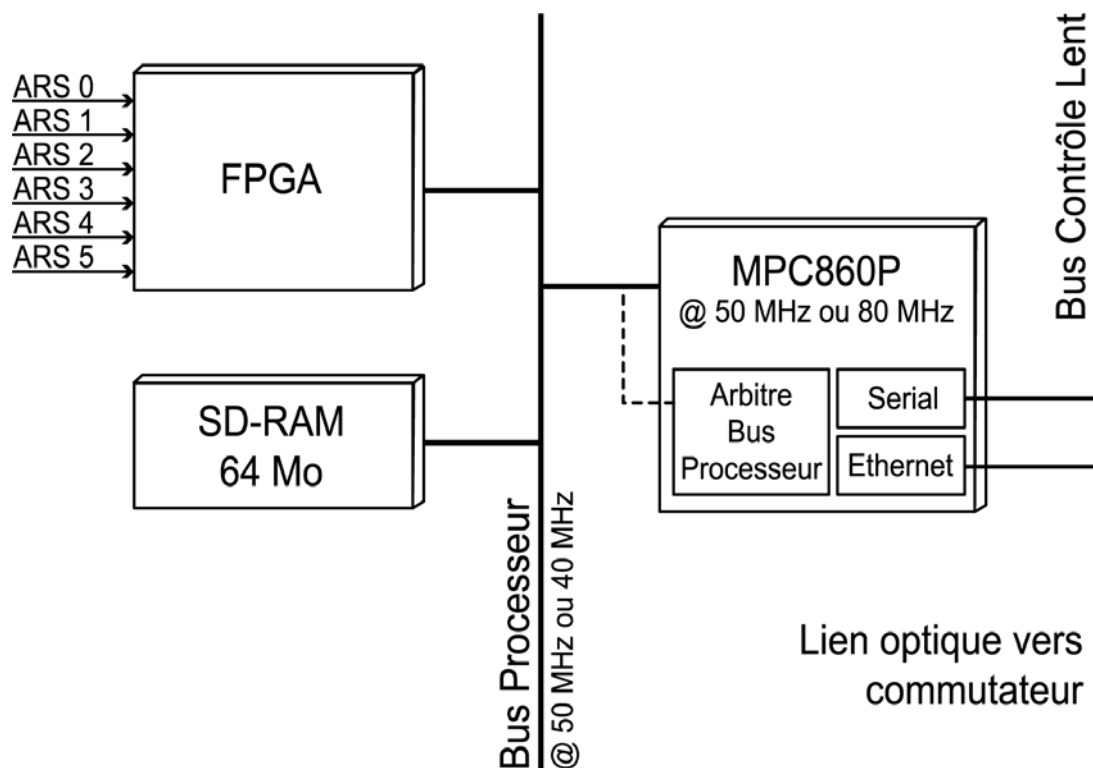 ARS 0
ARS 1
ARS 2
ARS 3
ARS 4
ARS 5
FPGA
SD-RAM
64 Mo
Bus Processeur
@ 50 MHz ou 40 MHz
MPC860P
@ 50 MHz ou 80 MHz
Arbitre
Bus
Processeur
Serial
Ethernet
Bus Contrôle Lent
Lien optique vers
commutateur